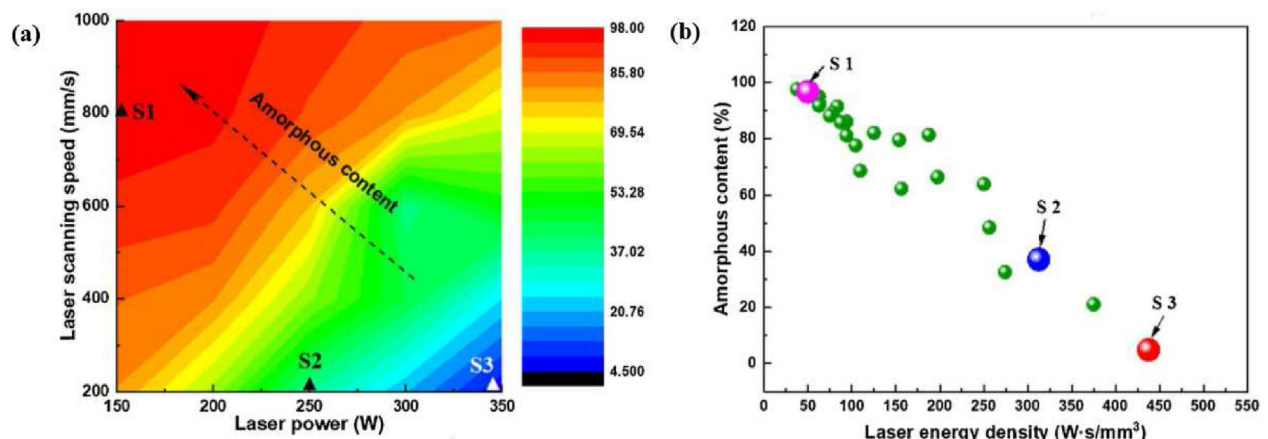 (a)
Laser scanning speed (mm/s)
1000
800
600
400
200
S1
Amorphous content
S2
S3
150
200
250
300
350
Laser power (W)
98.00
85.80
69.54
53.28
37.02
20.76
4.500
(b)
Amorphous content (%)
120
100
80
60
40
20
0
S 1
S 2
S 3
0
50
100
150
200
250
300
350
400
450
500
550
Laser energy density (W·s/mm³)